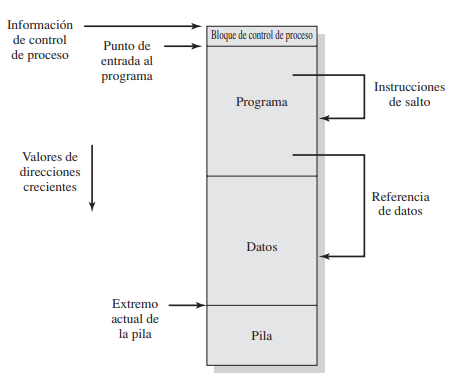 Información
de control
de proceso
Punto de
entrada al
programa
Bloque de control de proceso
Programa
Instrucciones
de salto
Valores de
direcciones
crecientes
Referencia
de datos
Datos
Extremo
actual de
la pila
Pila